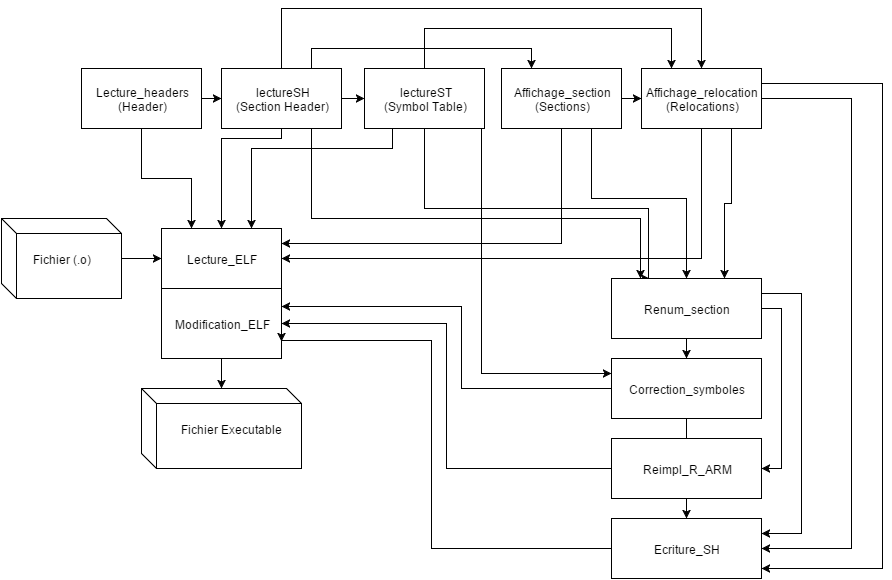 Lecture_headers
(Header)
lectureSH
(Section Header)
lectureST
(Symbol Table)
Affichage_section
(Sections)
Affichage_relocation
(Relocations)
Fichier (.o)
Lecture_ELF
Modification_ELF
Fichier Executable
Renum_section
Correction_symboles
Reimpl_R_ARM
Ecriture_SH